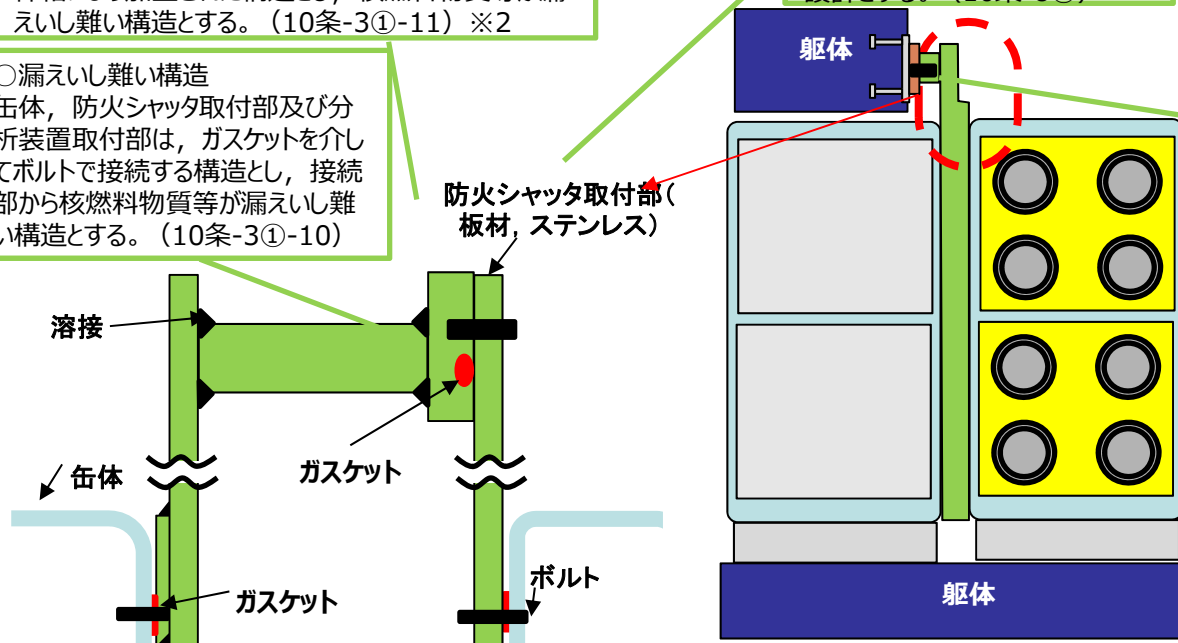 えいし難い構造とする。（10条-3①-11）※2
○漏えいし難い構造
缶体，防火シャッタ取付部及び分
析装置取付部は，ガスケットを介し
てボルトで接続する構造とし，接続
部から核燃料物質等が漏えいし難
い構造とする。（10条-3①-10）
防火シャッタ取付部(
板材, ステンレス)
溶接
ガスケット
缶体
ガスケット
ボルト
躯体
躯体